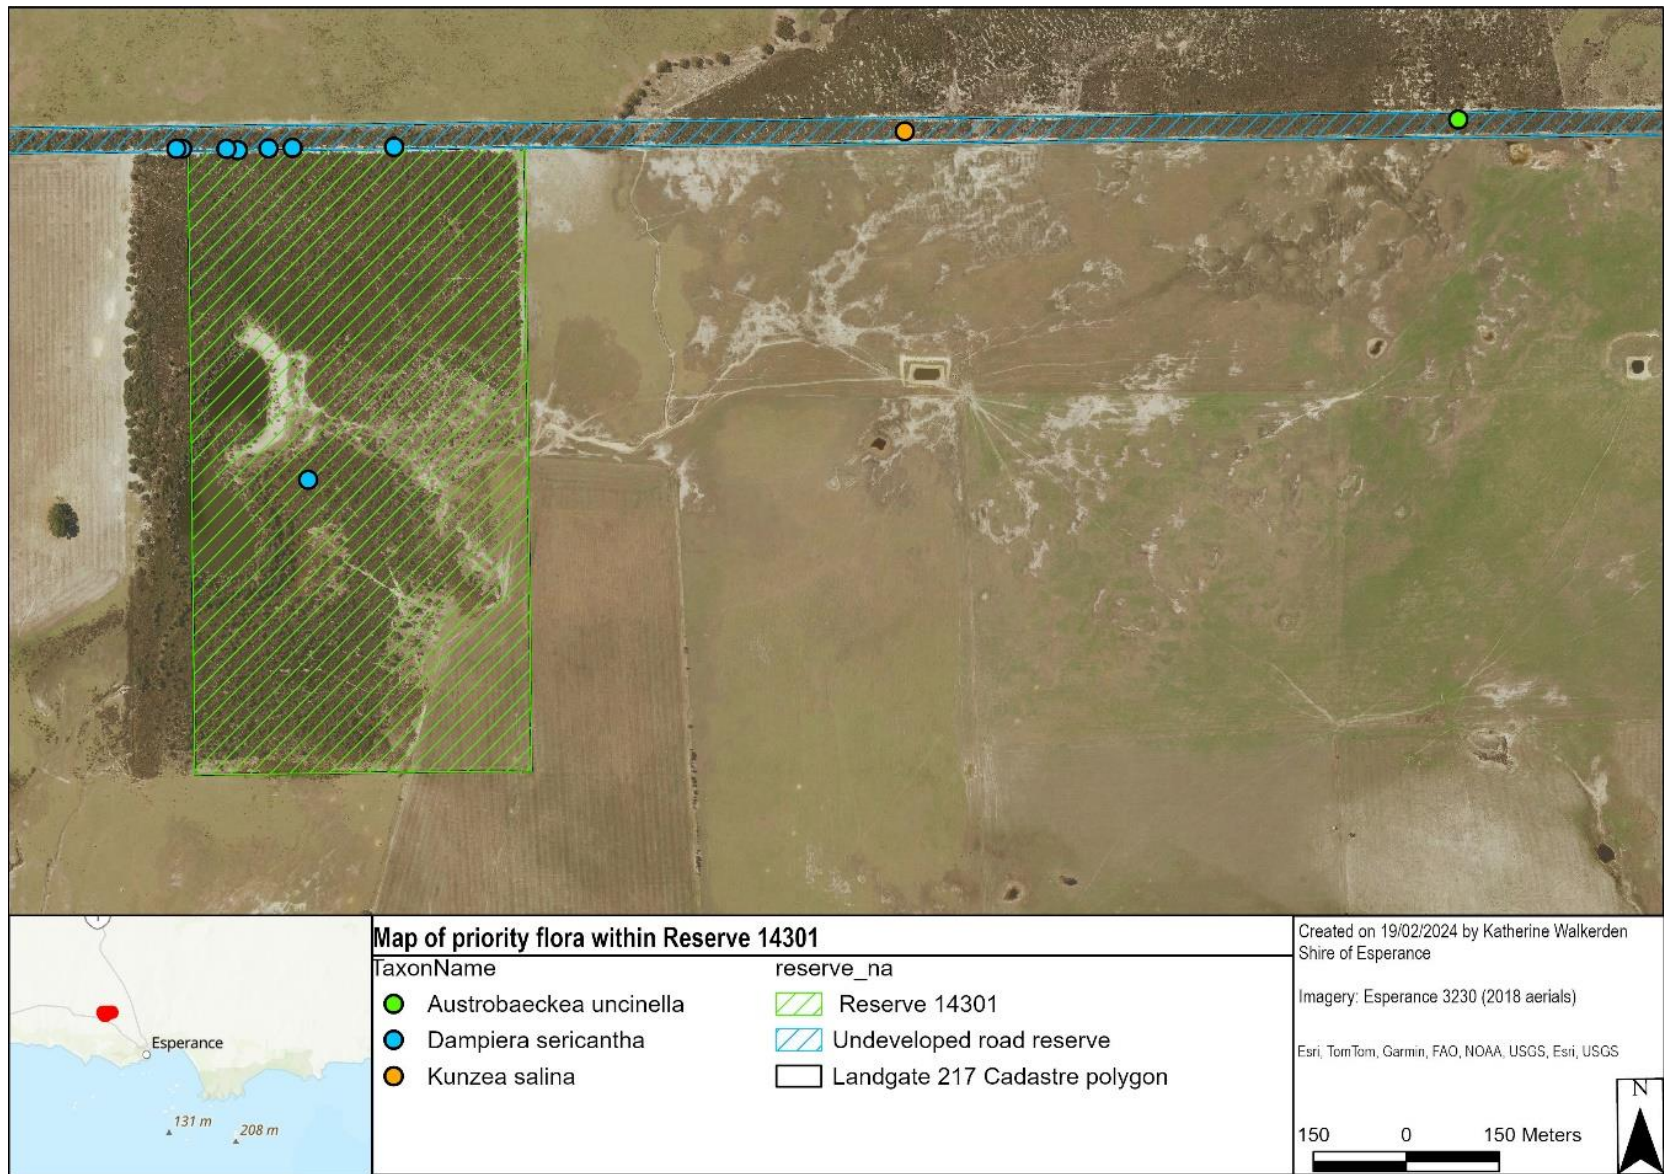 Map of priority flora within Reserve 14301
TaxonName
Austrobaeckea uncinella
Dampiera sericantha
Kunzea salina
reserve_na
Reserve 14301
Undeveloped road reserve
Landgate 217 Cadastre polygon
Created on 19/02/2024 by Katherine Walkerden
Shire of Esperance
Imagery: Esperance 3230 (2018 aerials)
Esri, TomTom, Garmin, FAO, NOAA, USGS, Esri, USGS
N
150 0 150 Meters
Esperance
131 m
208 m